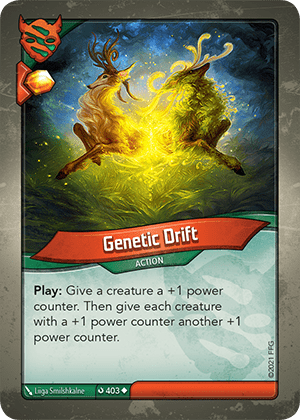 Genetic Drift
ACTION
Play: Give a creature a +1 power
counter. Then give each creature
with a +1 power counter another +1
power counter.
©2021 FFG
Līga Smilshkalne
403